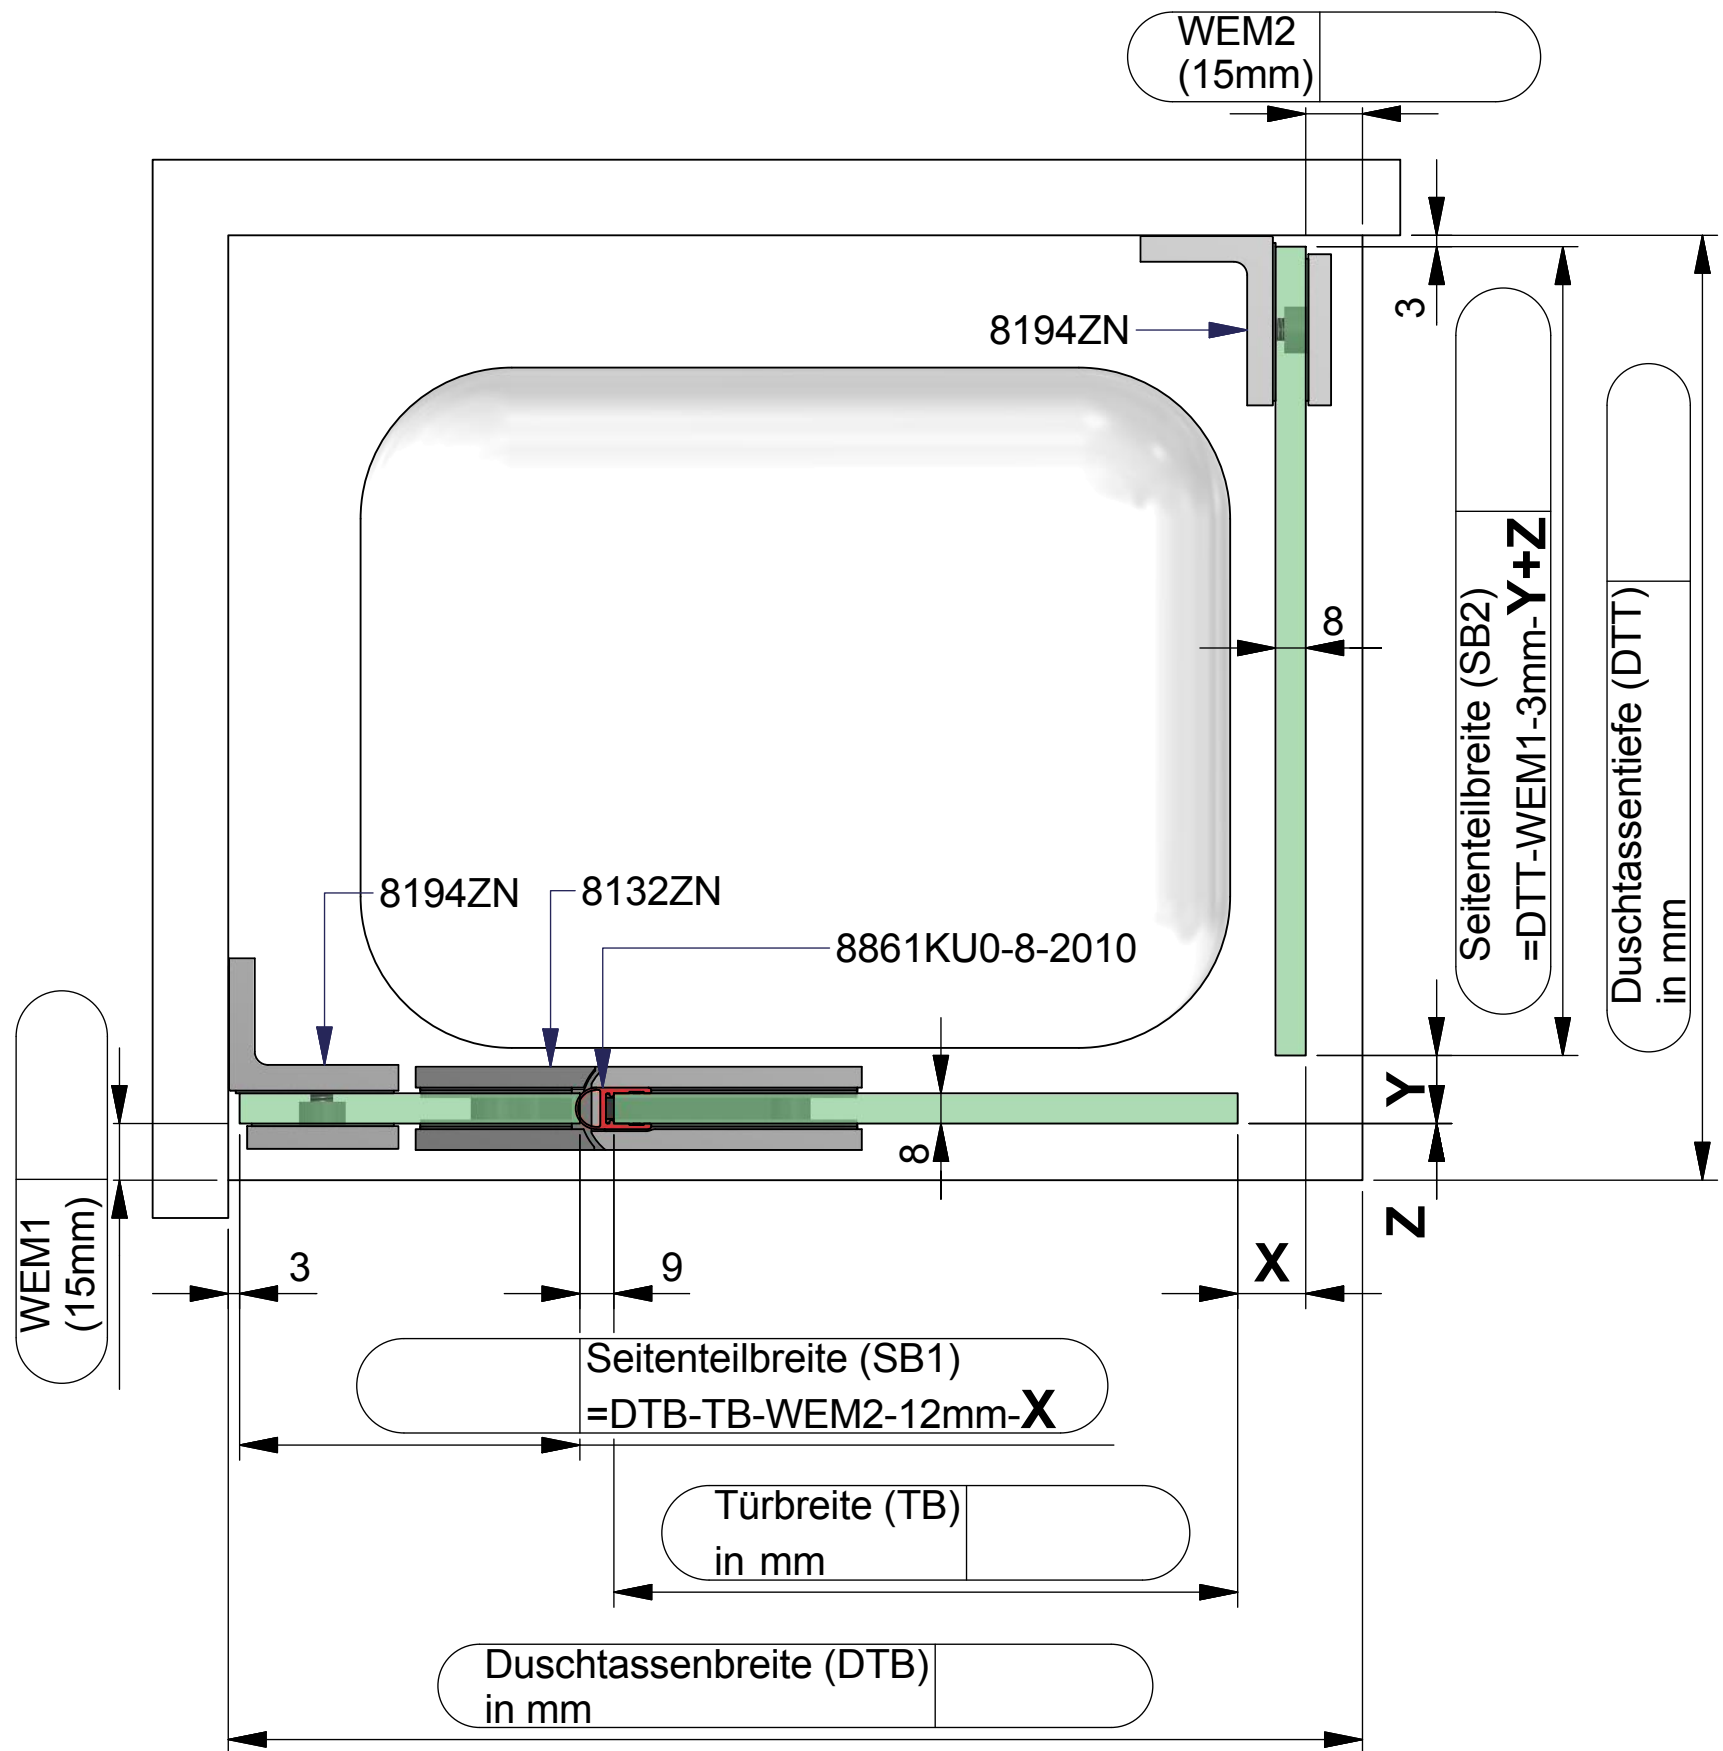 WEM2
(15mm)
3
8194ZN
Seitenteilbreite (SB2)
=DTT-WEM1-3mm-Y+Z
Duschtassentiefe (DTT)
in mm
8
8194ZN
8132ZN
8861KU0-8-2010
Y
8
Z
WEM1
(15mm)
3
9
X
Seitenteilbreite (SB1)
=DTB-TB-WEM2-12mm-X
Türbreite (TB)
in mm
Duschtassenbreite (DTB)
in mm